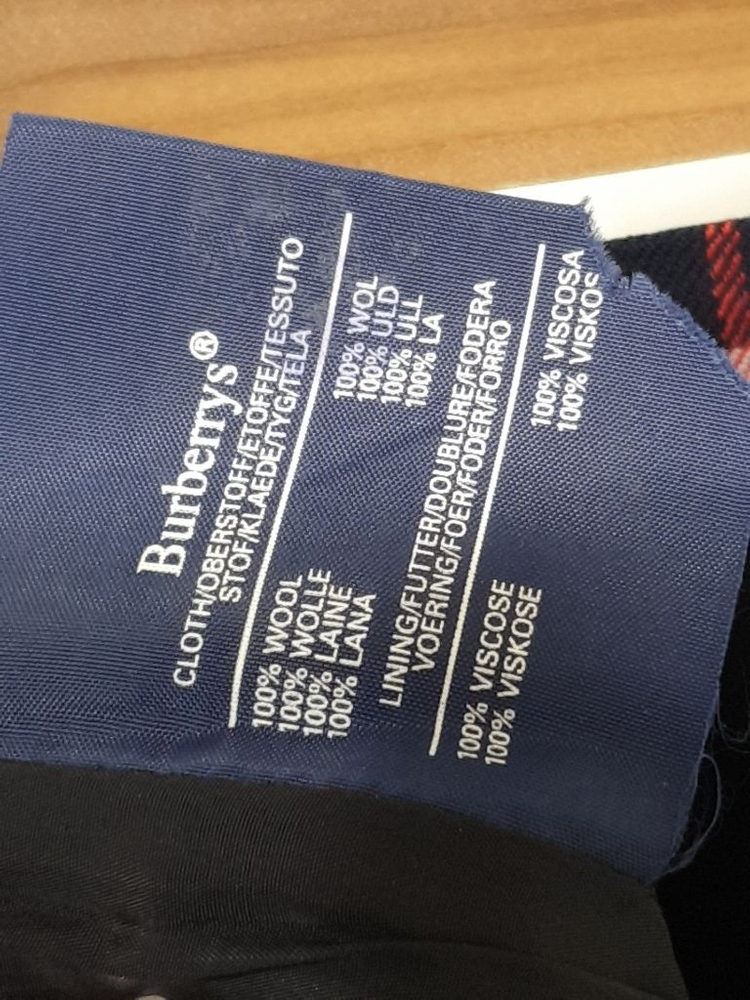 Burberrys®
CLOTH/OBERSTOFF/ETOFFE/TESSUTO
STOF/KLAEDE/TYG/TELA
100% WOOL 100% WOL
100% WOLLE 100% ULD
100% LAINE 100% ULL
100% LANA 100% LA
LINING/FUTTER/DOUBLURE/FODERA
VOERING/FOER/FODER/FORRO
100% VISCOSE 100% VISCOSA
100% VISKOSE 100% VISKOS